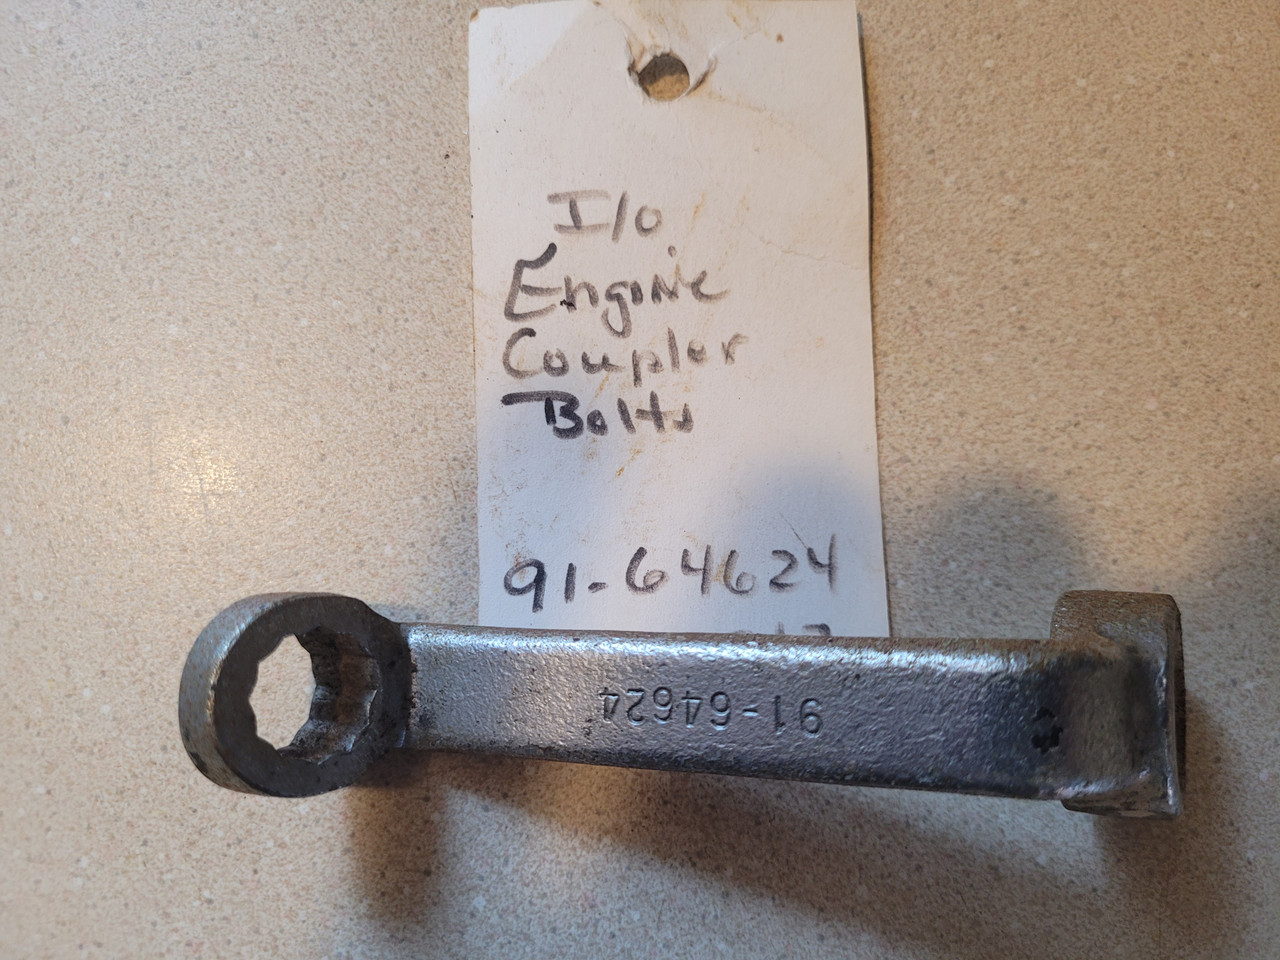 I/O
Engine
Coupler
Bolts
91-64624
91-64624